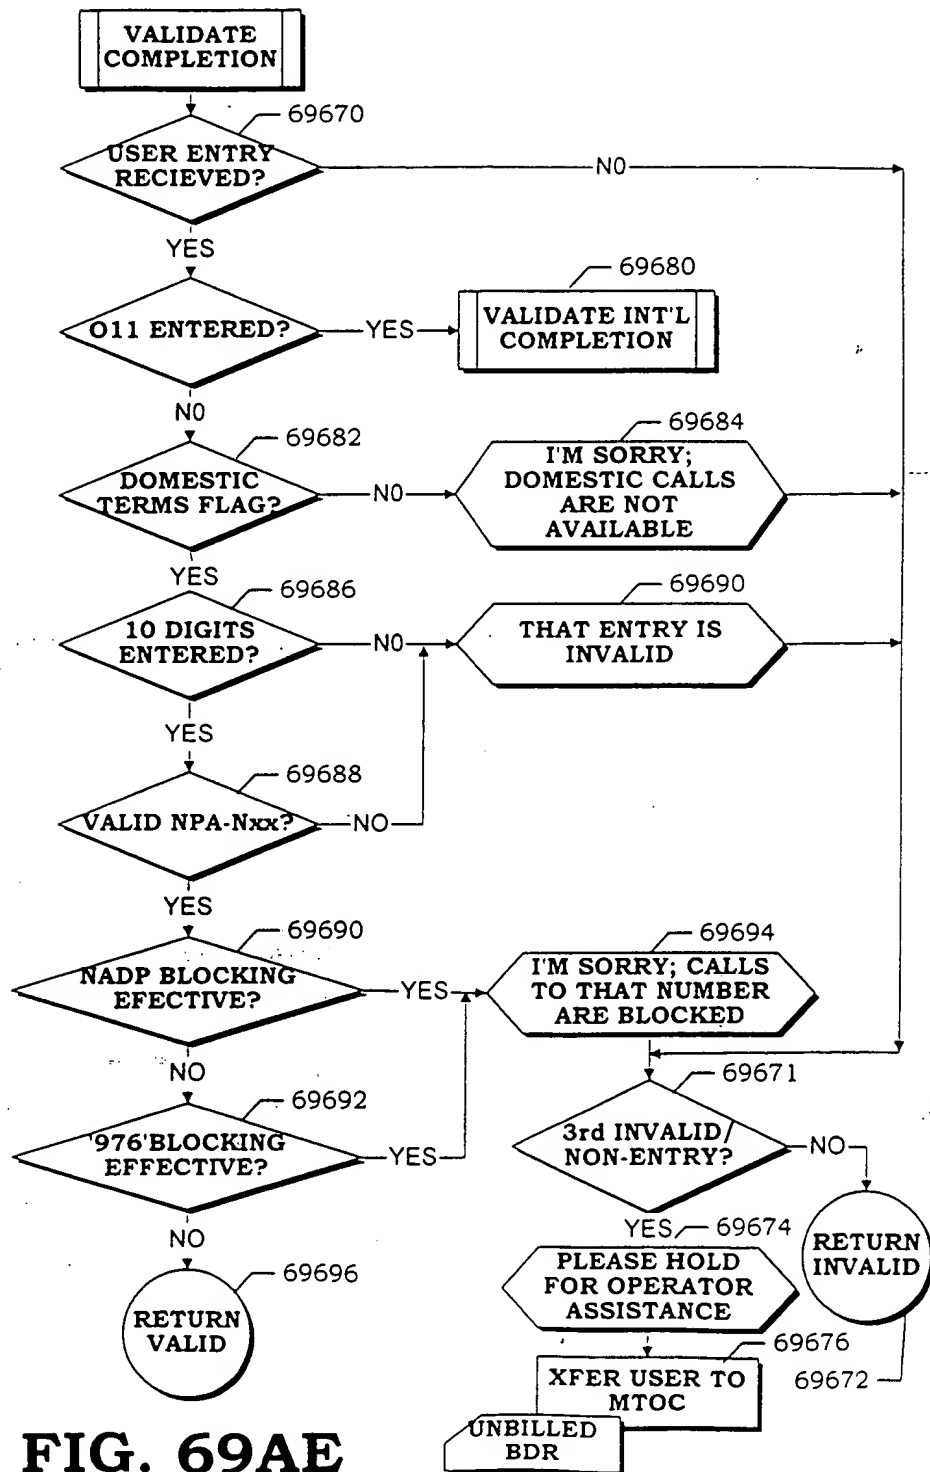 VALIDATE
COMPLETION
69670
USER ENTRY
RECIEVED?
NO
YES
69680
O11 ENTERED?
YES
VALIDATE INT'L
COMPLETION
NO
69682
69684
DOMESTIC
TERMS FLAG?
NO
I'M SORRY;
DOMESTIC CALLS
ARE NOT
AVAILABLE
YES
69686
69690
10 DIGITS
ENTERED?
NO
THAT ENTRY IS
INVALID
YES
69688
VALID NPA-Nxx?
NO
YES
69690
69694
NADP BLOCKING
EFECTIVE?
YES
I'M SORRY; CALLS
TO THAT NUMBER
ARE BLOCKED
NO
69671
69692
'976'BLOCKING
EFFECTIVE?
YES
3rd INVALID/
NON-ENTRY?
NO
NO
YES
69674
RETURN
INVALID
69696
PLEASE HOLD
FOR OPERATOR
ASSISTANCE
RETURN
VALID
69676
69672
XFER USER TO
MTOC
UNBILLED
BDR
FIG. 69AE